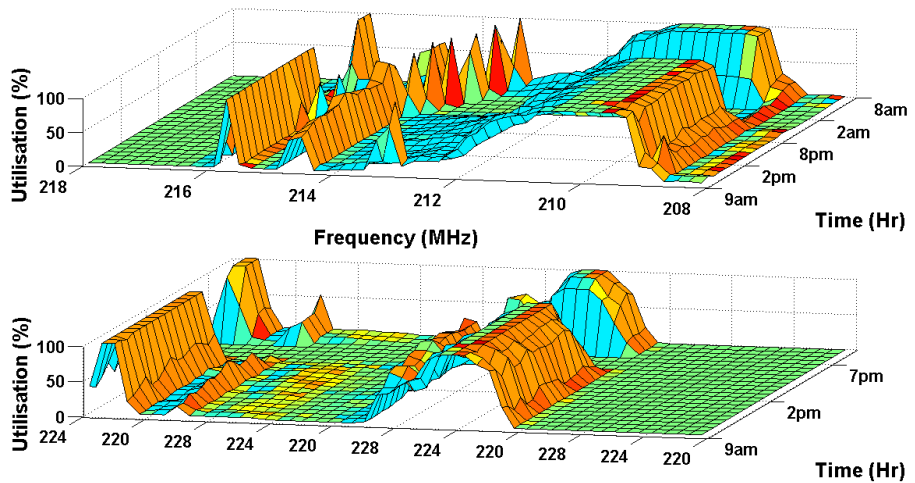 Utilisation (%)
100
50
0
218
216
214
212
210
208
Frequency (MHz)
9am
2pm
8pm
2am
8am
Time (Hr)
Utilisation (%)
100
50
0
224
220
228
224
220
228
224
220
228
224
220
9am
2pm
7pm
Time (Hr)